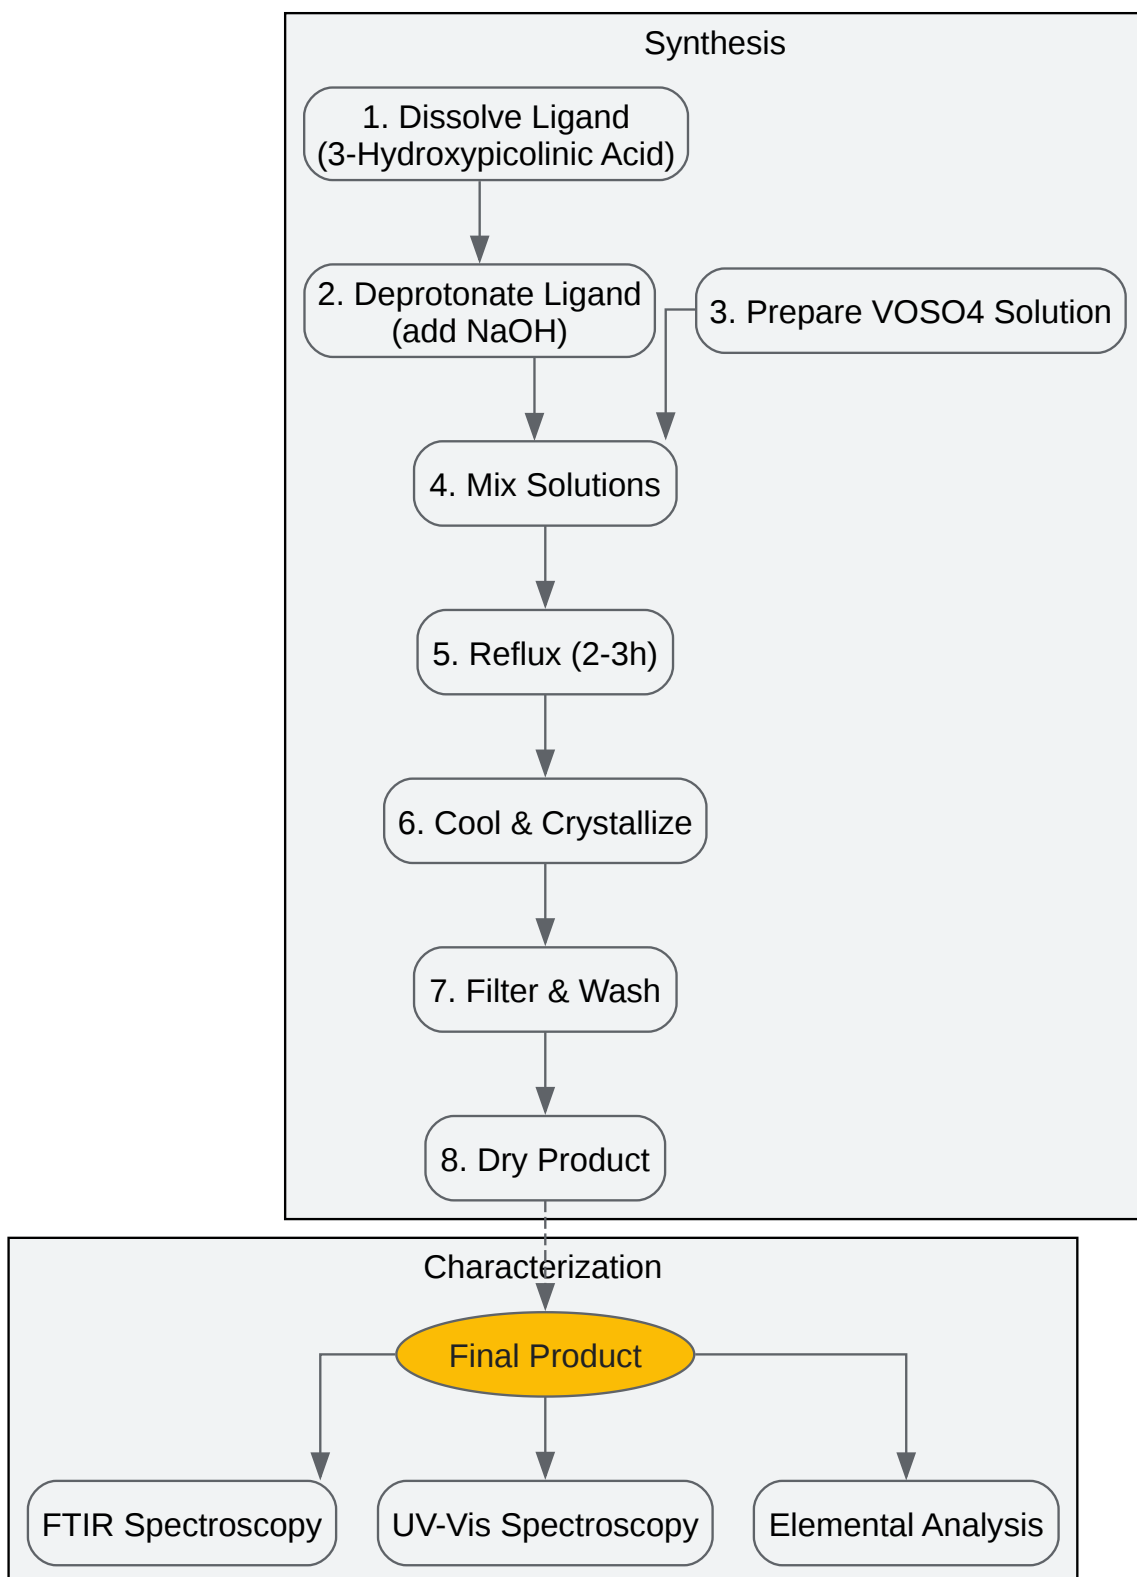 Synthesis
1. Dissolve Ligand
(3-Hydroxypicolinic Acid)
2. Deprotonate Ligand
(add NaOH)
3. Prepare VOSO4 Solution
4. Mix Solutions
5. Reflux (2-3h)
6. Cool & Crystallize
7. Filter & Wash
8. Dry Product
Characterization
Final Product
FTIR Spectroscopy
UV-Vis Spectroscopy
Elemental Analysis